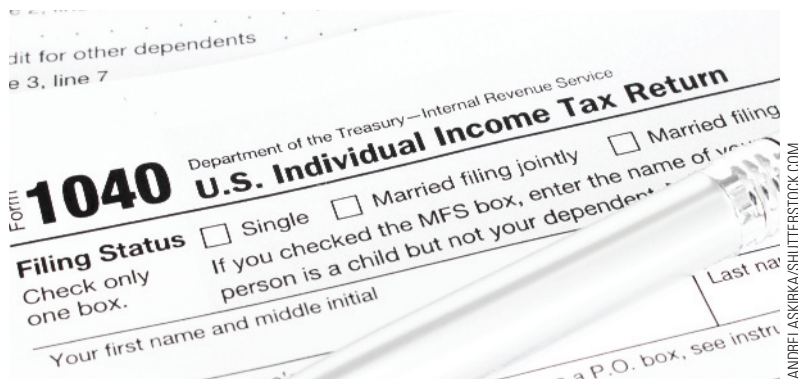 dit for other dependents
e 3, line 7
Form 1040
Department of the Treasury—Internal Revenue Service
U.S. Individual Income Tax Return
Filing Status
Check only
one box.
Single Married filing jointly Married filing
If you checked the MFS box, enter the name of
person is a child but not your dependent
Your first name and middle initial
Last na
a P.O. box, see instru
ANDREI ASKIRKA/SHUTTERSTOCK.COM